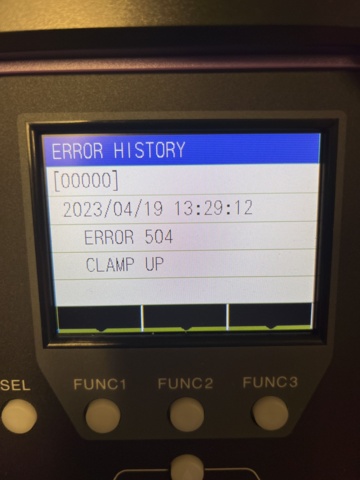 ERROR HISTORY
[00000]
2023/04/19 13:29:12
ERROR 504
CLAMP UP
SEL FUNC1 FUNC2 FUNC3